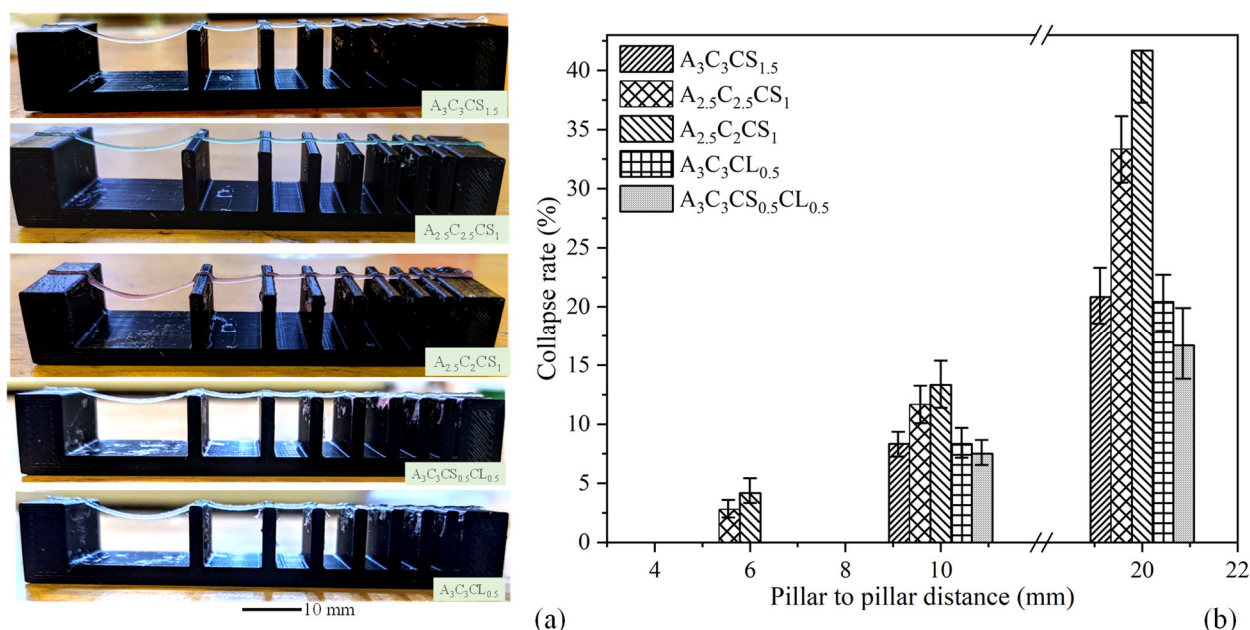 A₃C₃CS₁.₅
A₂.₅C₂.₅CS₁
A₂.₅C₂CS₁
A₃C₃CS₀.₅CL₀.₅
A₃C₃CL₀.₅
10 mm
(a)
A₃C₃CS₁.₅
A₂.₅C₂.₅CS₁
A₂.₅C₂CS₁
A₃C₃CL₀.₅
A₃C₃CS₀.₅CL₀.₅
Collapse rate (%)
40
35
30
25
20
15
10
5
0
4 6 8 10 20 22
Pillar to pillar distance (mm)
(b)